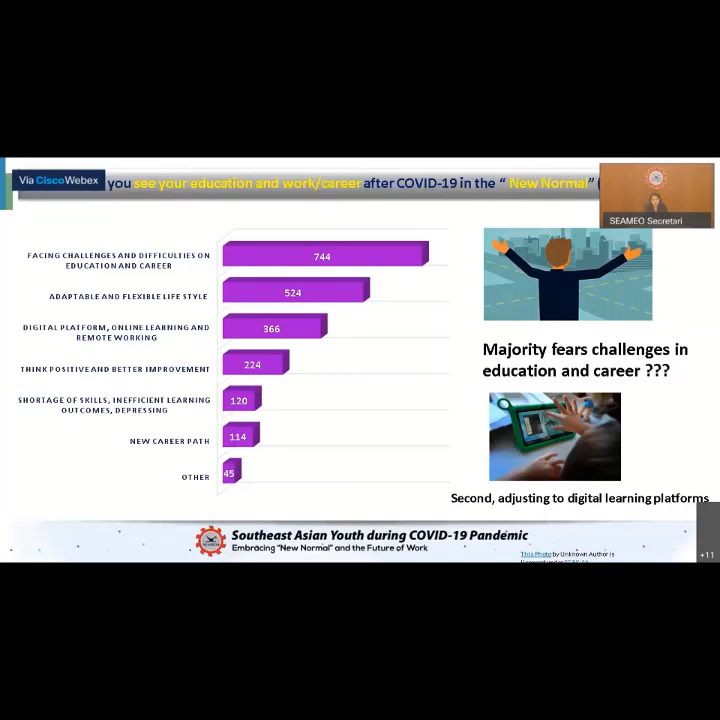 Via CiscoWebex
you see your education and work/career after COVID-19 in the " New Normal" (
SEAMEO Secretari
FACING CHALLENGES AND DIFFICULTIES ON
EDUCATION AND CAREER
744
ADAPTABLE AND FLEXIBLE LIFE STYLE
524
DIGITAL PLATFORM, ONLINE LEARNING AND
REMOTE WORKING
366
THINK POSITIVE AND BETTER IMPROVEMENT
224
SHORTAGE OF SKILLS, INEFFICIENT LEARNING
OUTCOMES, DEPRESSING
120
NEW CAREER PATH
114
OTHER
45
Majority fears challenges in
education and career ???
Second, adjusting to digital learning platforms
Southeast Asian Youth during COVID-19 Pandemic
Embracing "New Normal" and the Future of Work
This Photo by Unknown Author is
+11